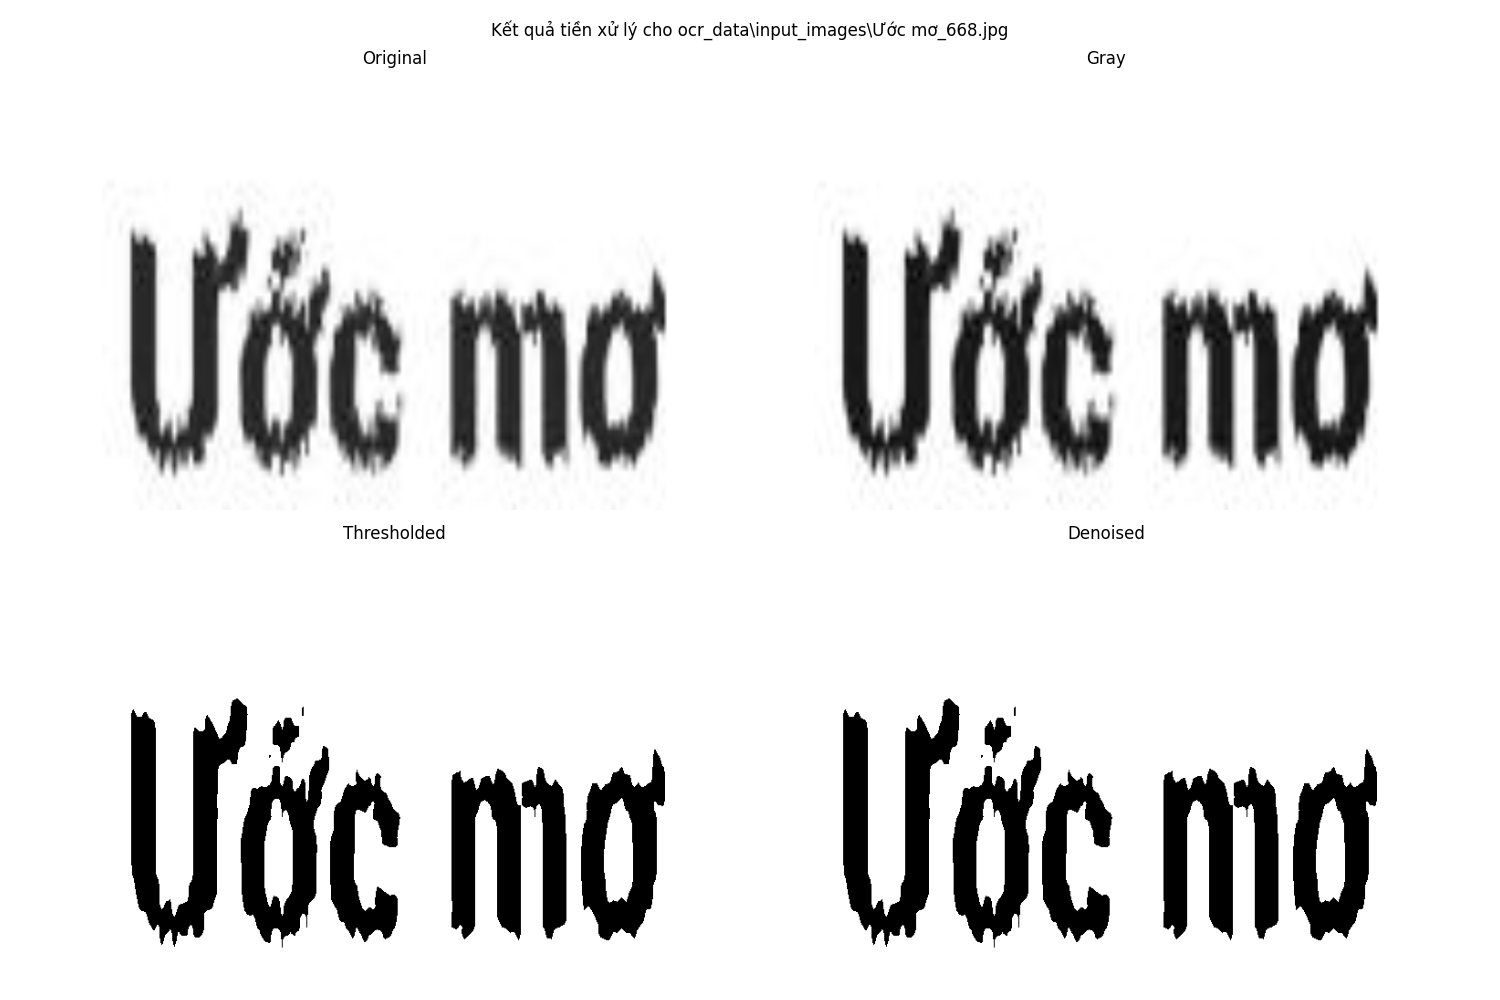 Kết quả tiền xử lý cho ocr_data\input_images\Ước mơ_668.jpg
Original
Gray
Ước mơ
Ước mơ
Thresholded
Denoised
Ước mơ
Ước mơ